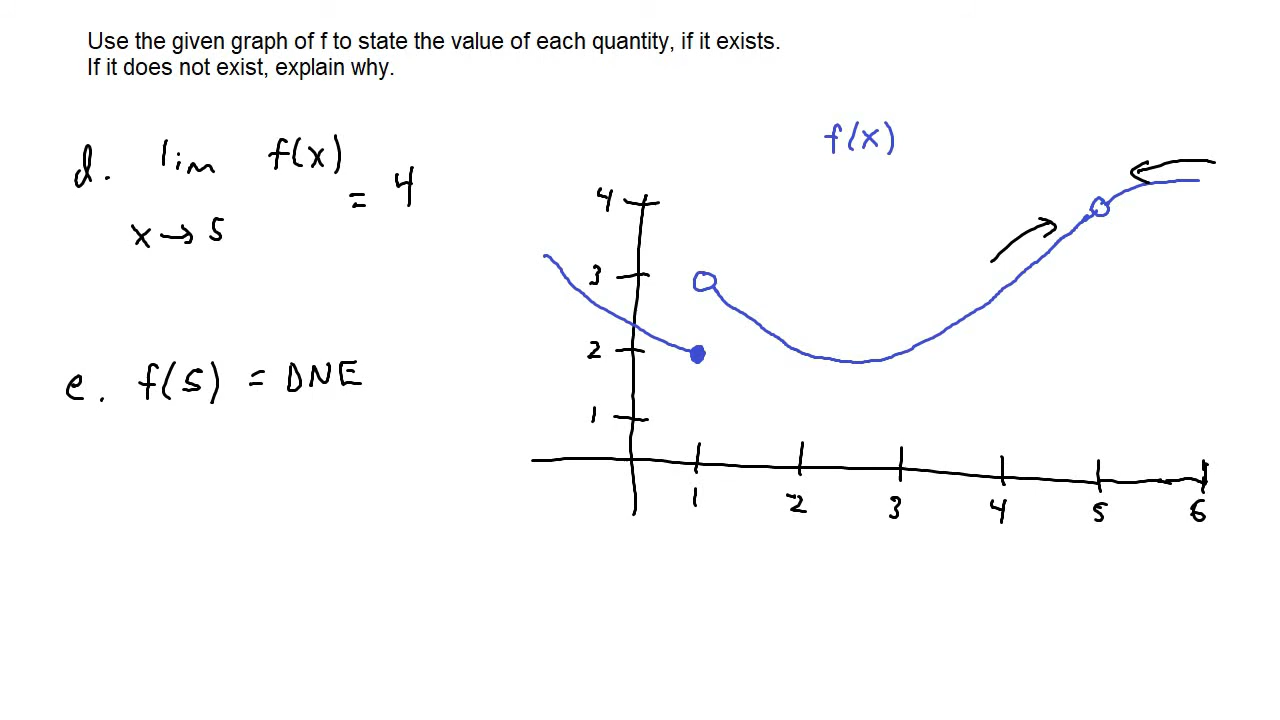 Use the given graph of f to state the value of each quantity, if it exists.
If it does not exist, explain why.
d. lim f(x) = 4
x → 5
e. f(5) = DNE
f(x)
4
3
2
1
1 2 3 4 5 6